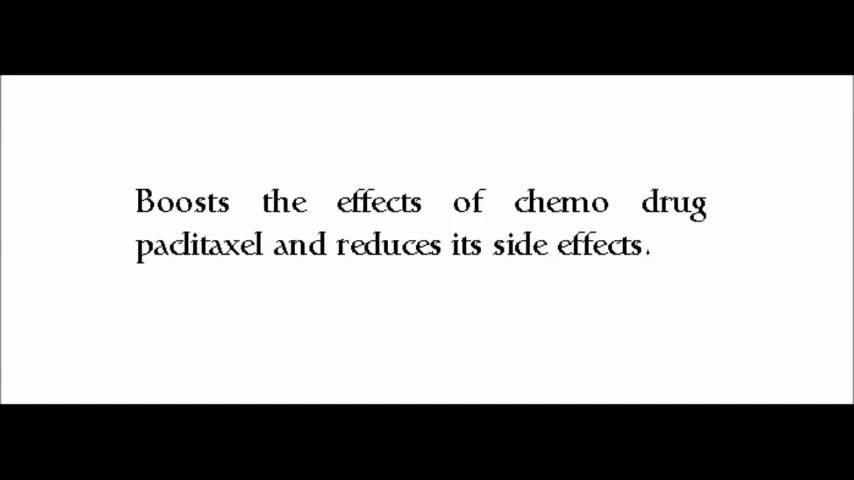 Boosts the effects of chemo drug
paclitaxel and reduces its side effects.